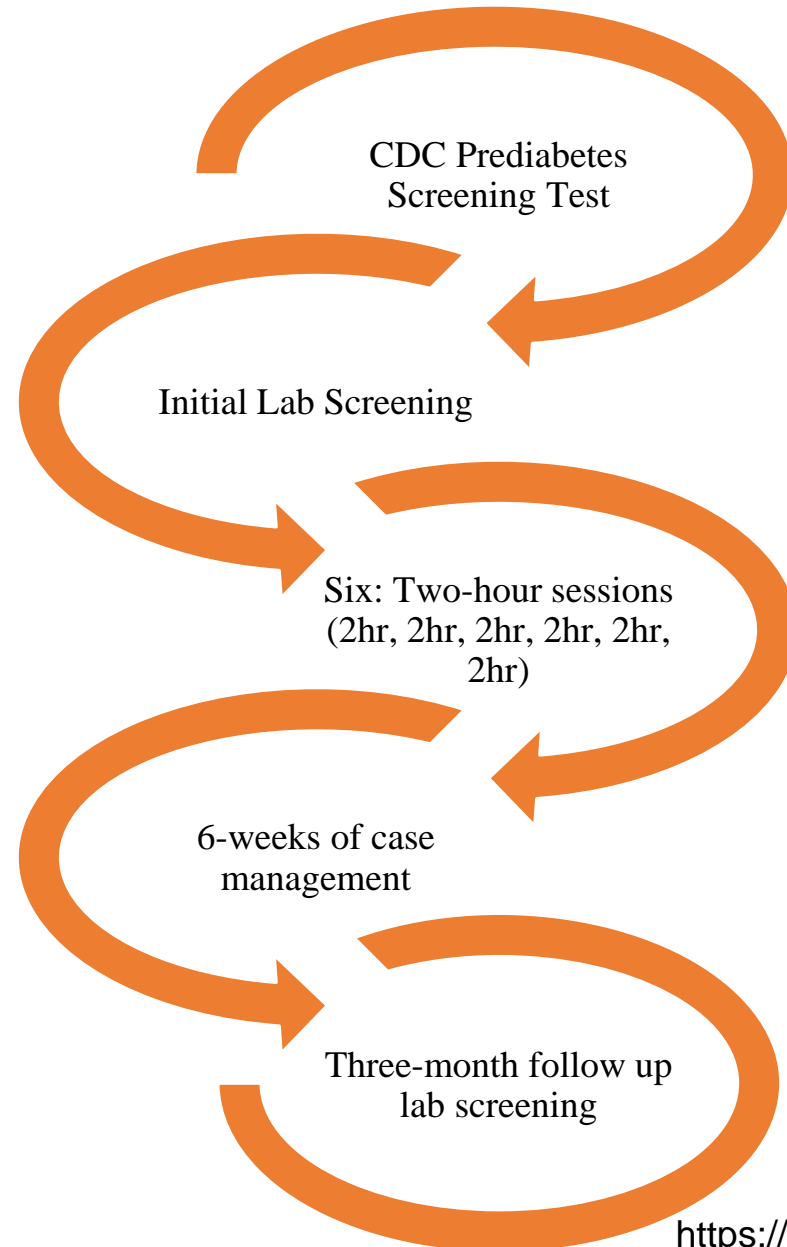 CDC Prediabetes
Screening Test
Initial Lab Screening
Six: Two-hour sessions
(2hr, 2hr, 2hr, 2hr, 2hr,
2hr)
6-weeks of case
management
Three-month follow up
lab screening
https://